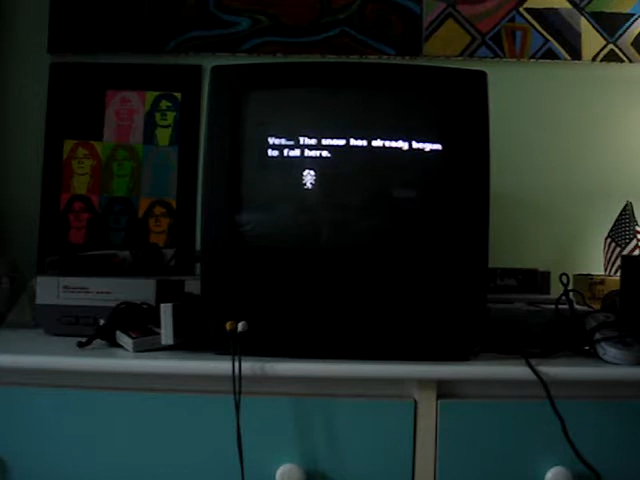 Yes... The snow has already begun
to fall here.